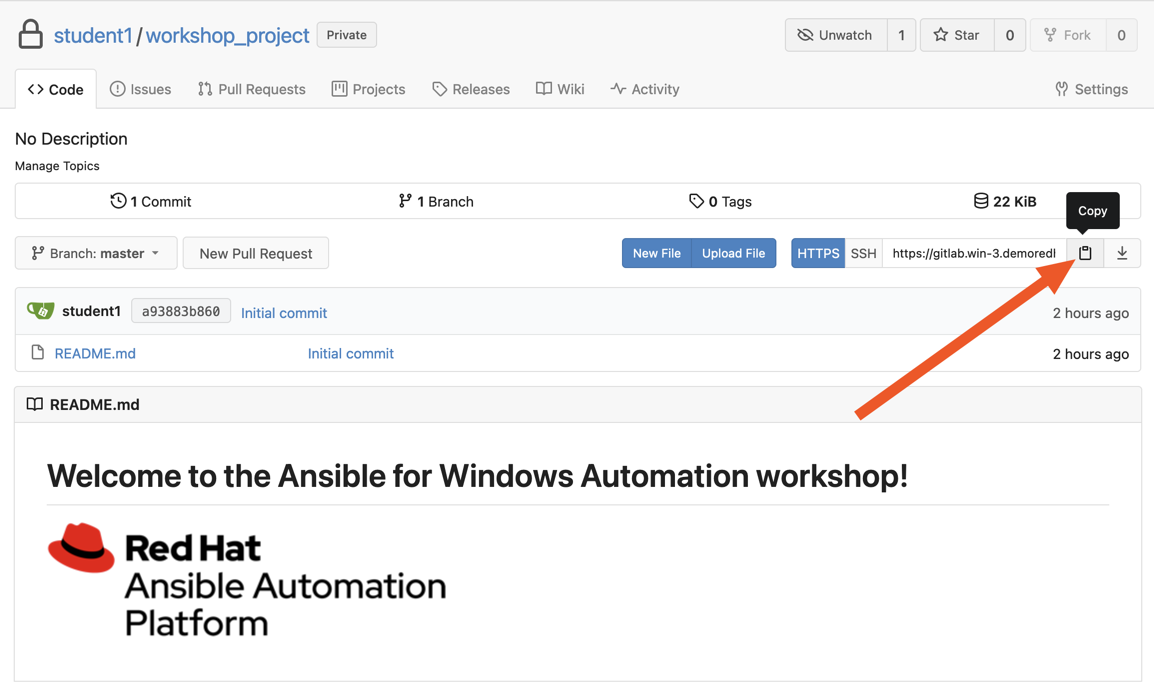 student1/workshop_project Private Unwatch 1 Star 0 Fork 0
Code Issues Pull Requests Projects Releases Wiki Activity Settings
No Description
Manage Topics
1 Commit 1 Branch 0 Tags 22 KiB
Copy
Branch: master New Pull Request New File Upload File HTTPS SSH https://gitlab.win-3.demoredl
student1 a93883b860 Initial commit 2 hours ago
README.md Initial commit 2 hours ago
README.md
Welcome to the Ansible for Windows Automation workshop!
Red Hat
Ansible Automation
Platform